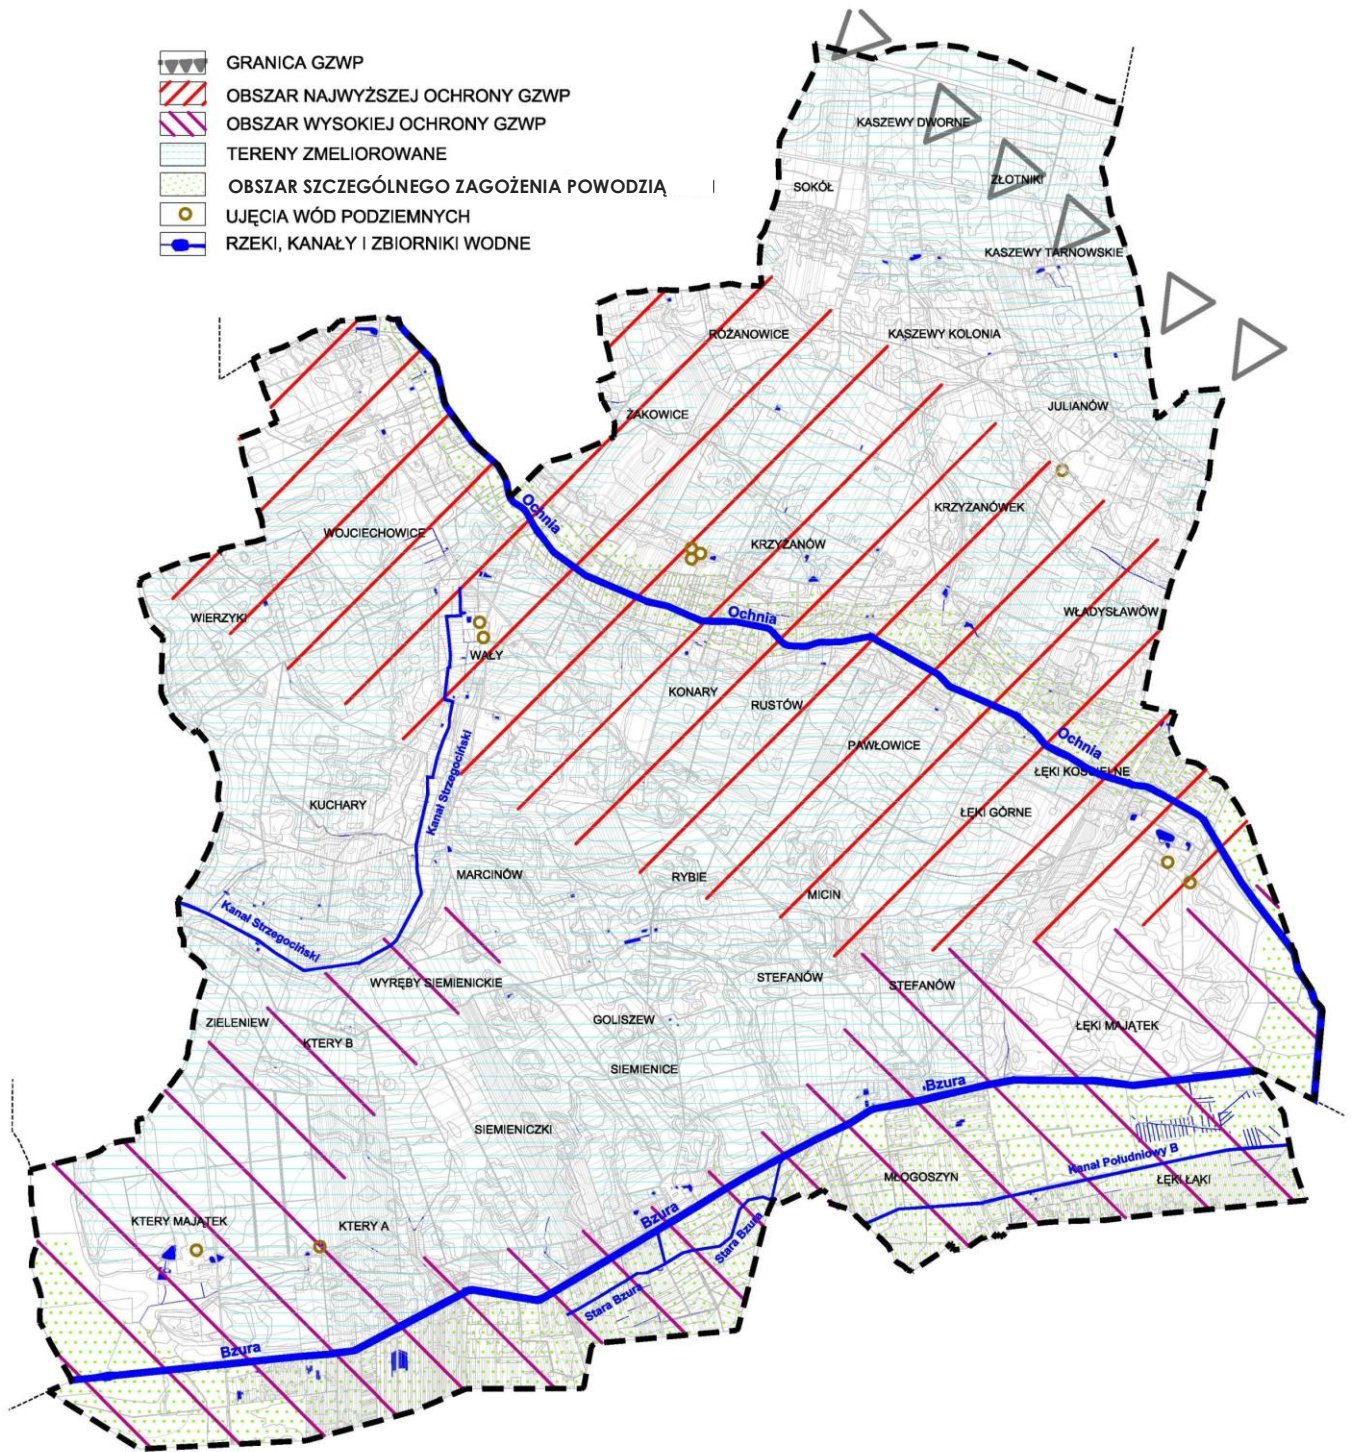 GRANICA GZWP
OBSZAR NAJWYŻSZEJ OCHRONY GZWP
OBSZAR WYSOKIEJ OCHRONY GZWP
TERENY ZMELIOROWANE
OBSZAR SZCZEGÓLNEGO ZAGOŻENIA POWODZIĄ
UJĘCIA WÓD PODZIEMNYCH
RZEKI, KANAŁY I ZBIORNIKI WODNE
KASZEWY DWORNE
ZŁOTNIKI
SOKÓŁ
KASZEWY TARNOWSKIE
ROŻANOWICE
KASZEWY KOLONIA
ŻAKOWICE
JULIANÓW
Ochnia
KRZYŻANÓWEK
WOJCIECHOWICE
KRZYŻANÓW
WIERZYKI
Ochnia
WŁADYSŁAWÓW
WAŁY
KONARY
RUSTÓW
PAWŁOWICE
Ochnia
ŁĘKI KOŚCIELNE
Kanał Strzegociński
KUCHARY
ŁĘKI GÓRNE
MARCINÓW
RYBIE
MICIN
Kanał Strzegociński
WYRĘBY SIEMIENICKIE
STEFANÓW
STEFANÓW
ZIELENIEW
KTERY B
GOLISZEW
ŁĘKI MAJĄTEK
SIEMIENICE
Bzura
SIEMIENICZKI
Kanał Południowy B
MŁOGOSZYN
ŁĘKI ŁĄKI
KTERY MAJĄTEK
KTERY A
Bzura
Stara Bzura
Stara Bzura
Bzura